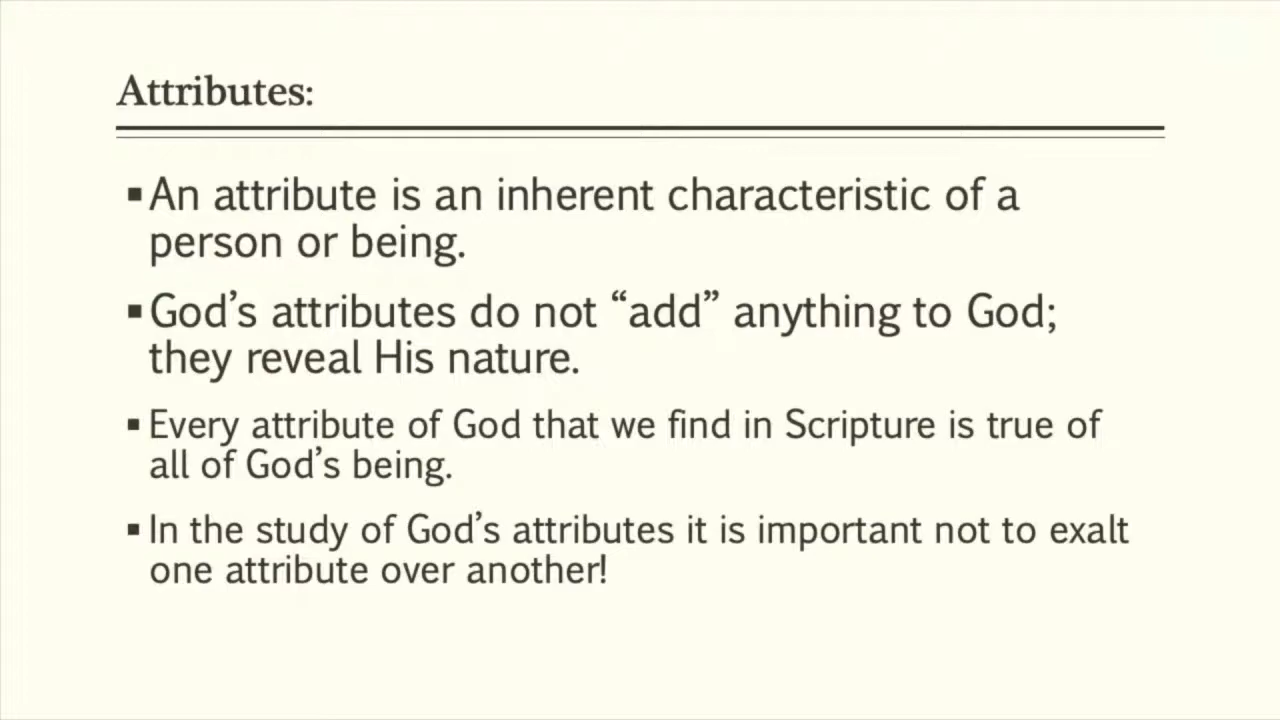 Attributes:
▪An attribute is an inherent characteristic of a
person or being.
▪God’s attributes do not “add” anything to God;
they reveal His nature.
▪Every attribute of God that we find in Scripture is true of
all of God’s being.
▪In the study of God’s attributes it is important not to exalt
one attribute over another!